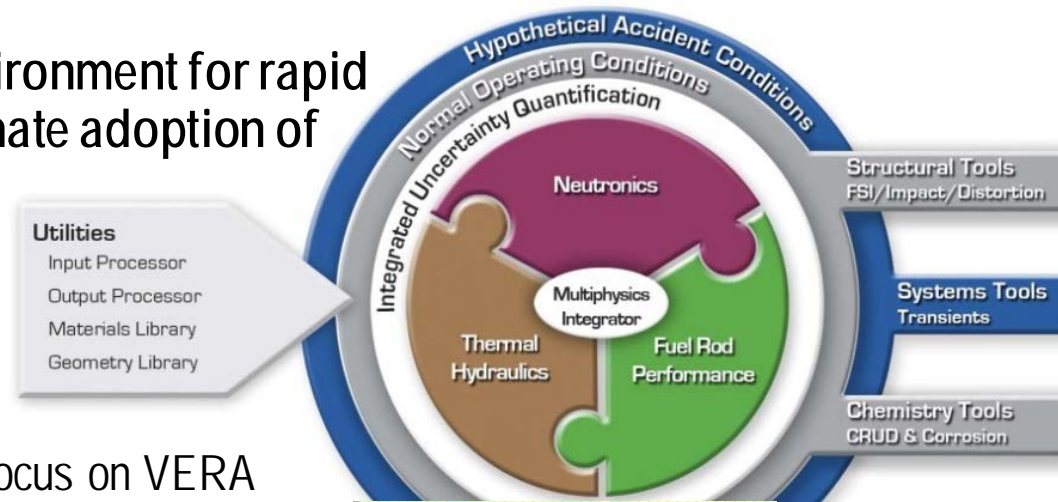 ironment for rapid
nate adoption of
Utilities
Input Processor
Output Processor
Materials Library
Geometry Library
ocus on VERA
Hypothetical Accident Conditions
Normal Operating Conditions
Integrated Uncertainty Quantification
Neutronics
Multiphysics
Integrator
Thermal
Hydraulics
Fuel Rod
Performance
Structural Tools
FSI/Impact/Distortion
Systems Tools
Transients
Chemistry Tools
CRUD & Corrosion